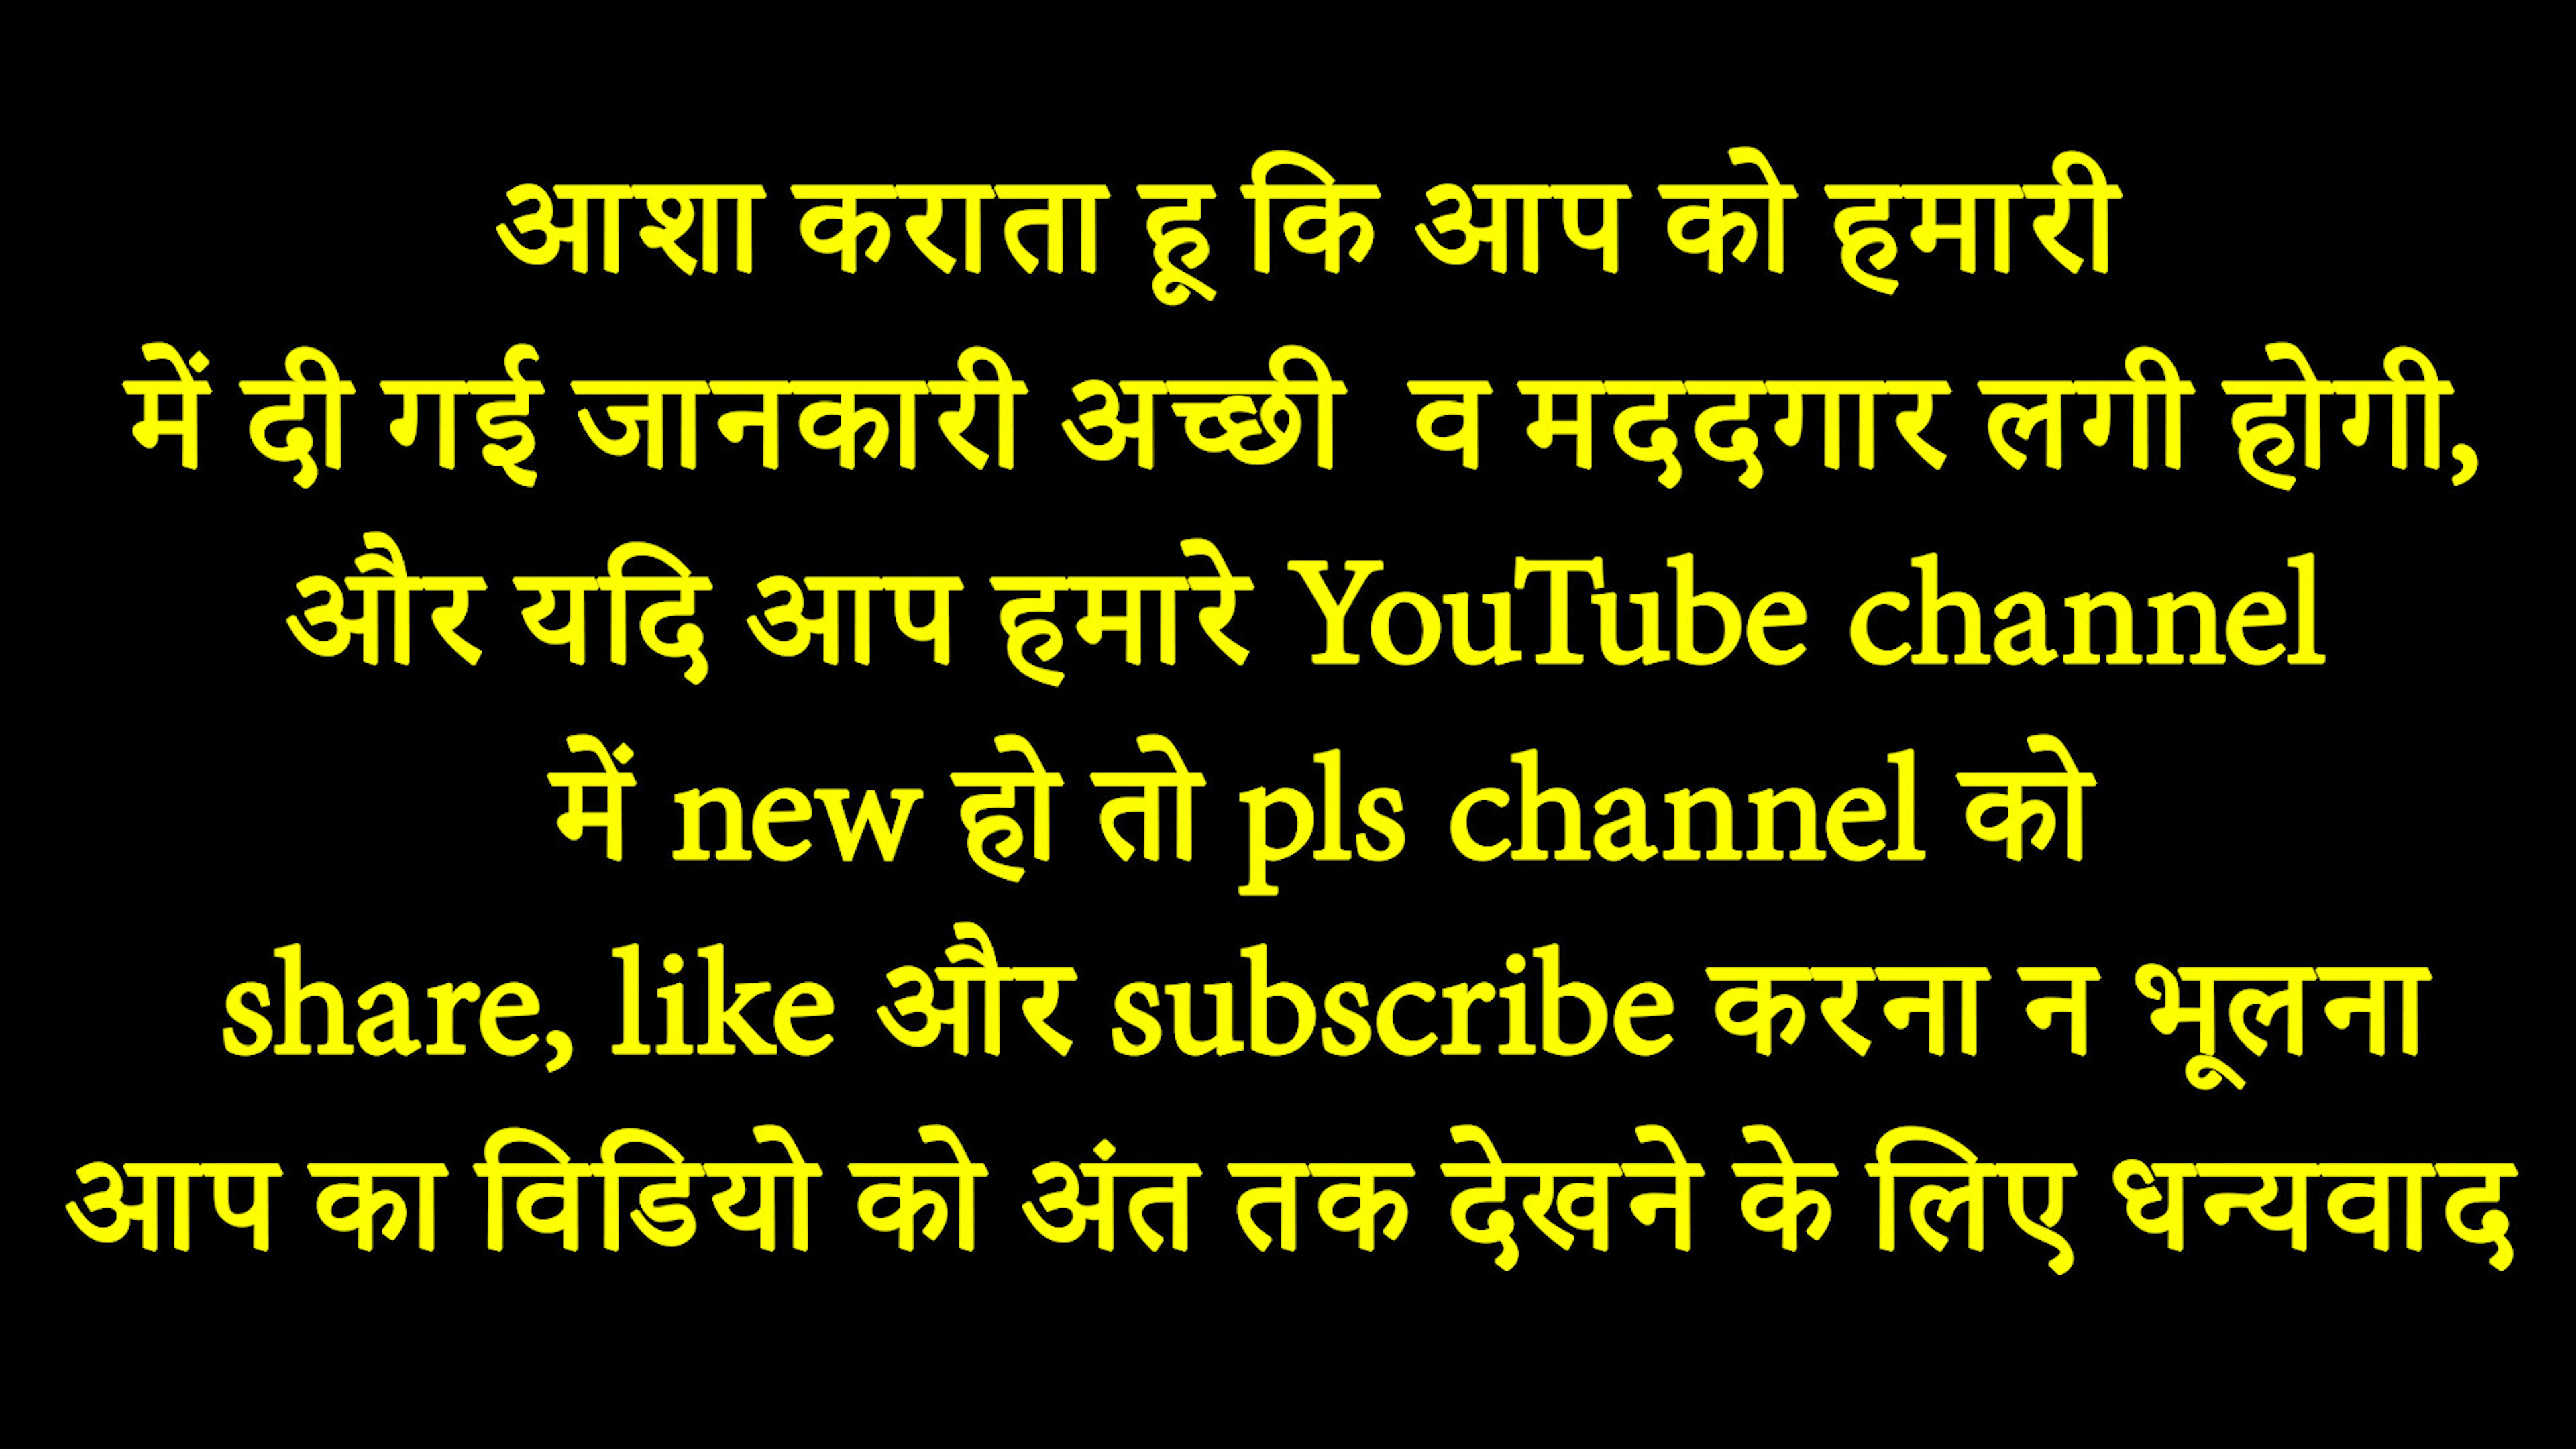 आशा कराता हू कि आप को हमारी
में दी गई जानकारी अच्छी व मददगार लगी होगी,
और यदि आप हमारे YouTube channel
में new हो तो pls channel को
share, like और subscribe करना न भूलना
आप का विडियो को अंत तक देखने के लिए धन्यवाद